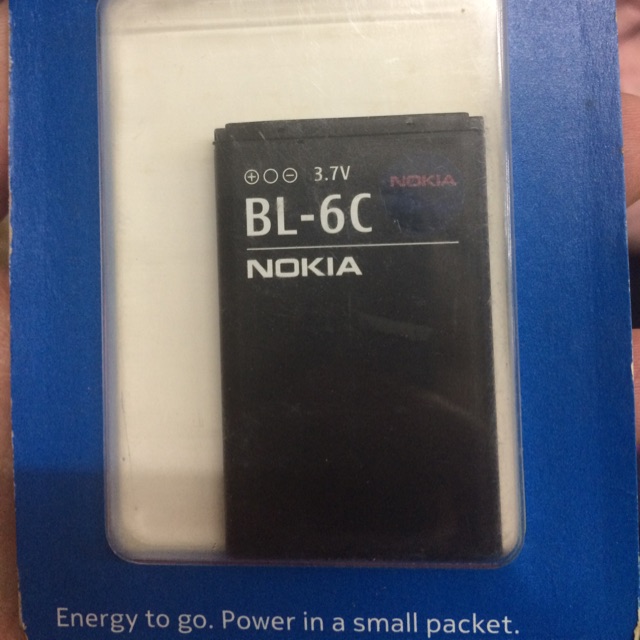 ⊕○⊖ 3.7V
NOKIA
BL-6C
NOKIA
Energy to go. Power in a small packet.